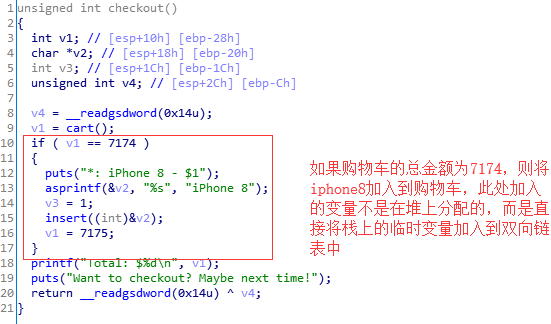 1 unsigned int checkout()
2 {
3   int v1; // [esp+10h] [ebp-28h]
4   char *v2; // [esp+18h] [ebp-20h]
5   int v3; // [esp+1Ch] [ebp-1Ch]
6   unsigned int v4; // [esp+2Ch] [ebp-Ch]
7
8   v4 = __readgsdword(0x14u);
9   v1 = cart();
10   if ( v1 == 7174 )
11   {
12     puts("*: iPhone 8 - $1");
13     asprintf(&v2, "%s", "iPhone 8");
14     v3 = 1;
15     insert((int)&v2);
16     v1 = 7175;
17   }
18   printf("Total: $%d\n", v1);
19   puts("Want to checkout? Maybe next time!");
20   return __readgsdword(0x14u) ^ v4;
21 }
如果购物车的总金额为7174，则将
iphone8加入到购物车，此处加入
的变量不是在堆上分配的，而是直
接将栈上的临时变量加入到双向链
表中